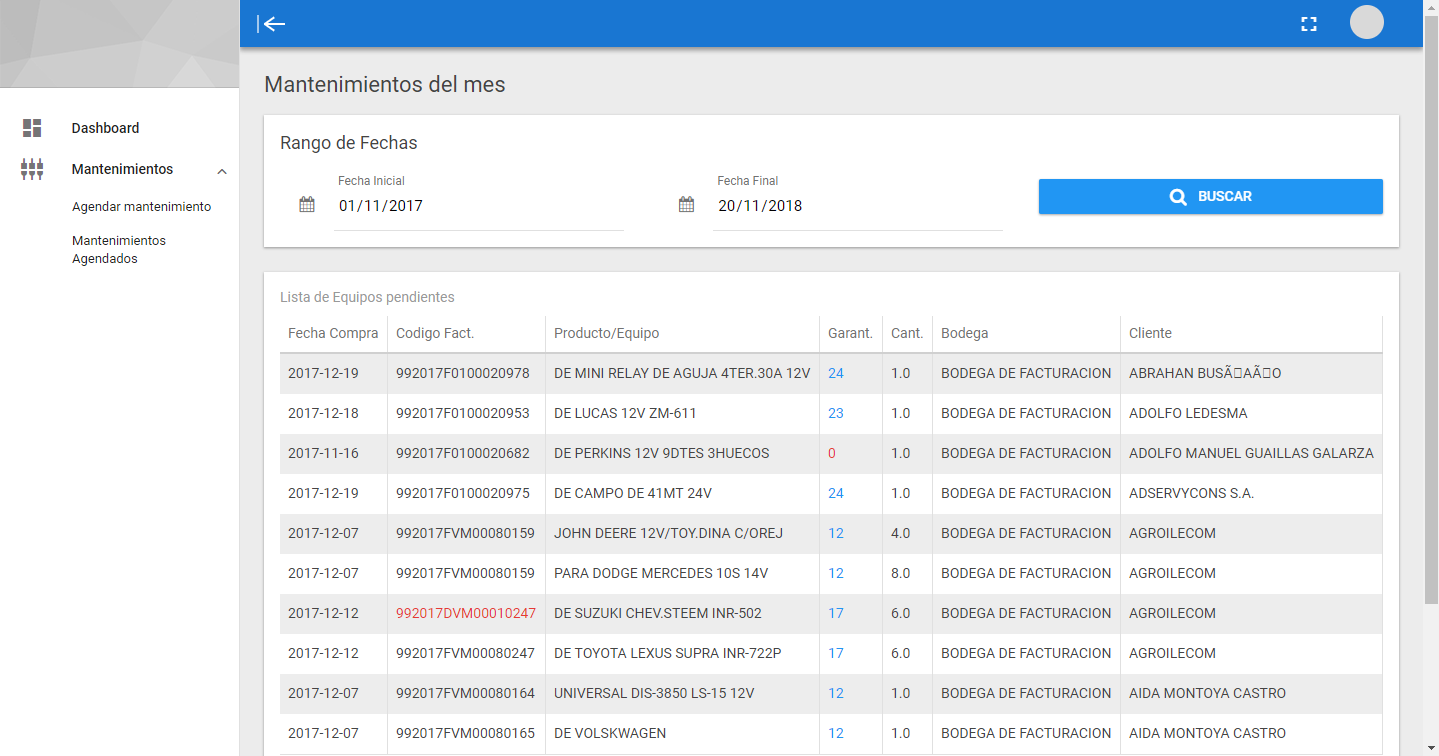 Mantenimientos del mes
Dashboard
Mantenimientos
Agendar mantenimiento
Mantenimientos
Agendados
Rango de Fechas
Fecha Inicial
01/11/2017
Fecha Final
20/11/2018
BUSCAR
Lista de Equipos pendientes
Fecha Compra Codigo Fact. Producto/Equipo Garant. Cant. Bodega Cliente
2017-12-19 992017F0100020978 DE MINI RELAY DE AGUJA 4TER.30A 12V 24 1.0 BODEGA DE FACTURACION ABRAHAN BUSÃ□AÃ□O
2017-12-18 992017F0100020953 DE LUCAS 12V ZM-611 23 1.0 BODEGA DE FACTURACION ADOLFO LEDESMA
2017-11-16 992017F0100020682 DE PERKINS 12V 9DTES 3HUECOS 0 1.0 BODEGA DE FACTURACION ADOLFO MANUEL GUAILLAS GALARZA
2017-12-19 992017F0100020975 DE CAMPO DE 41MT 24V 24 1.0 BODEGA DE FACTURACION ADSERVYCONS S.A.
2017-12-07 992017FVM00080159 JOHN DEERE 12V/TOY.DINA C/OREJ 12 4.0 BODEGA DE FACTURACION AGROILECOM
2017-12-07 992017FVM00080159 PARA DODGE MERCEDES 10S 14V 12 8.0 BODEGA DE FACTURACION AGROILECOM
2017-12-12 992017DVM00010247 DE SUZUKI CHEV.STEEM INR-502 17 6.0 BODEGA DE FACTURACION AGROILECOM
2017-12-12 992017FVM00080247 DE TOYOTA LEXUS SUPRA INR-722P 17 6.0 BODEGA DE FACTURACION AGROILECOM
2017-12-07 992017FVM00080164 UNIVERSAL DIS-3850 LS-15 12V 12 1.0 BODEGA DE FACTURACION AIDA MONTOYA CASTRO
2017-12-07 992017FVM00080165 DE VOLSKWAGEN 12 1.0 BODEGA DE FACTURACION AIDA MONTOYA CASTRO